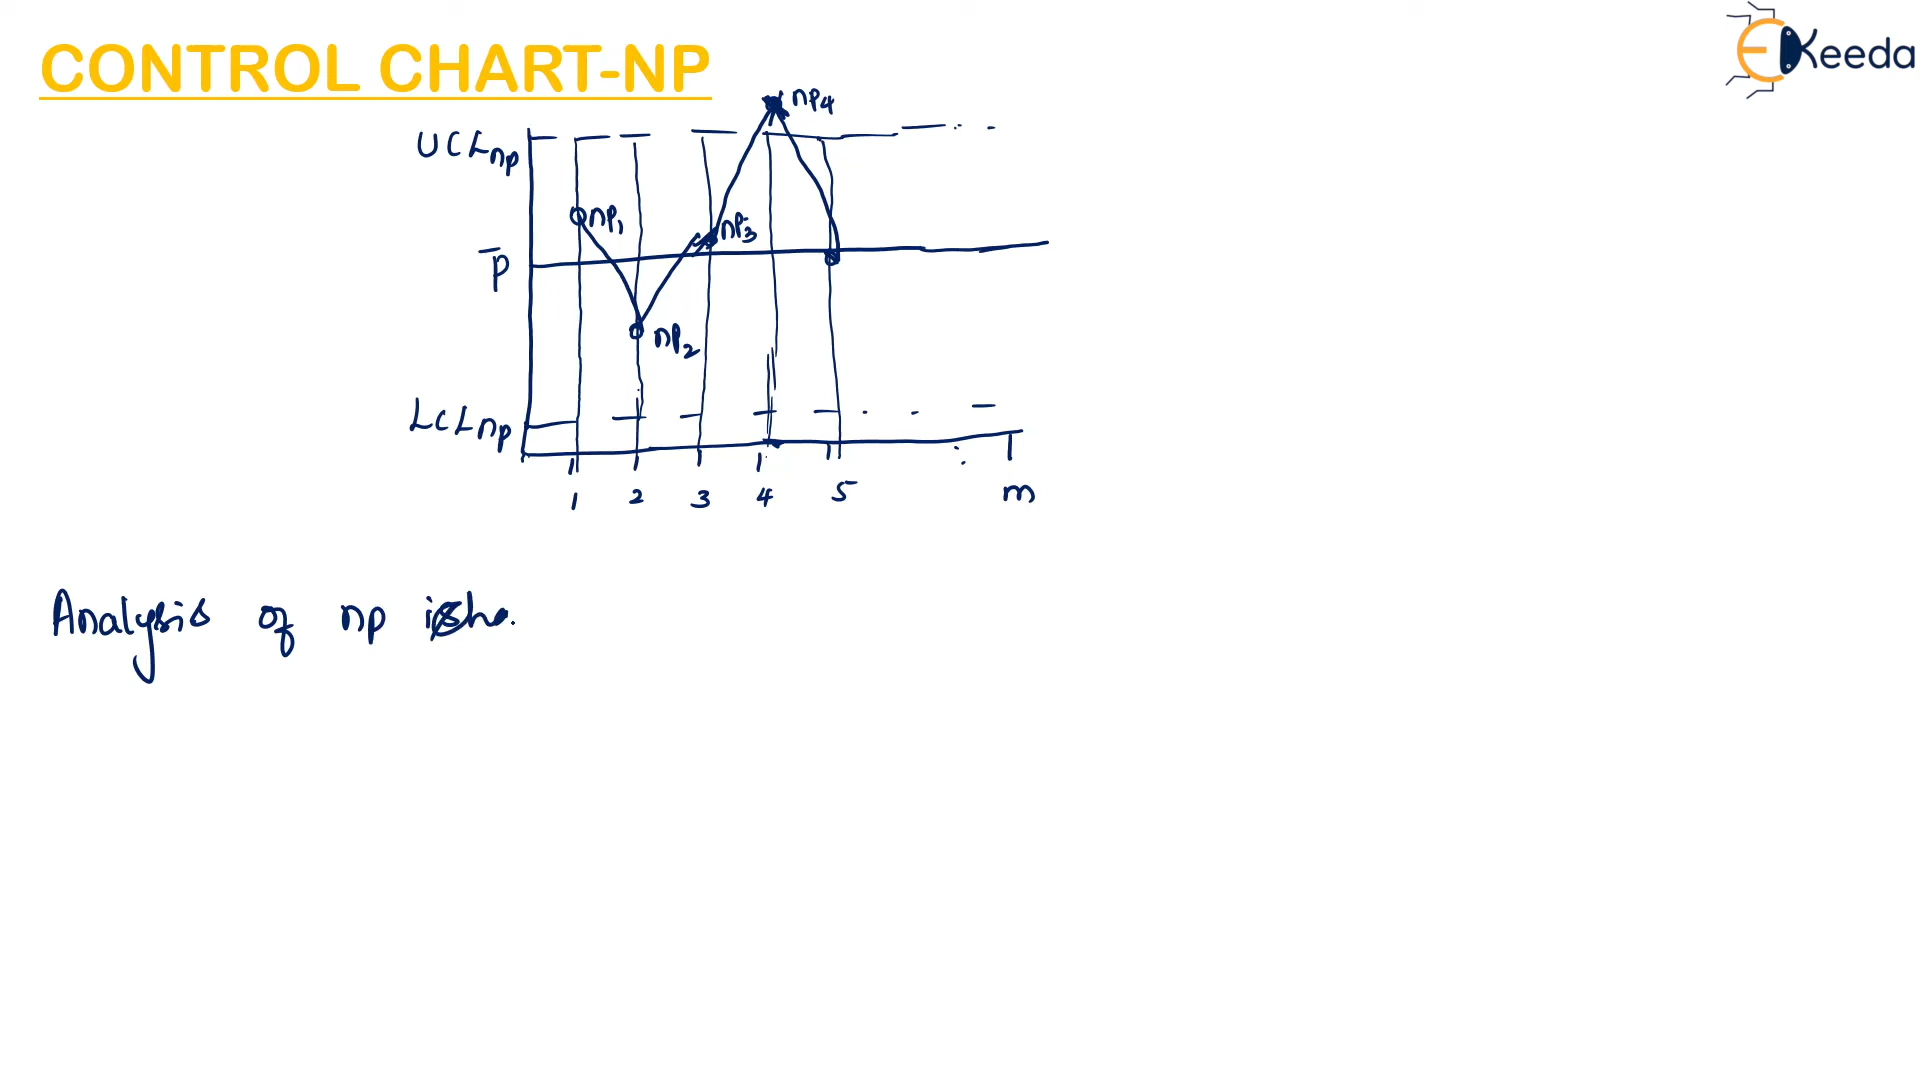 CONTROL CHART-NP
Keeda
np4
UCLnp
np1
np3
p̅
np2
LCLnp
1 2 3 4 5 m
Analysis of np